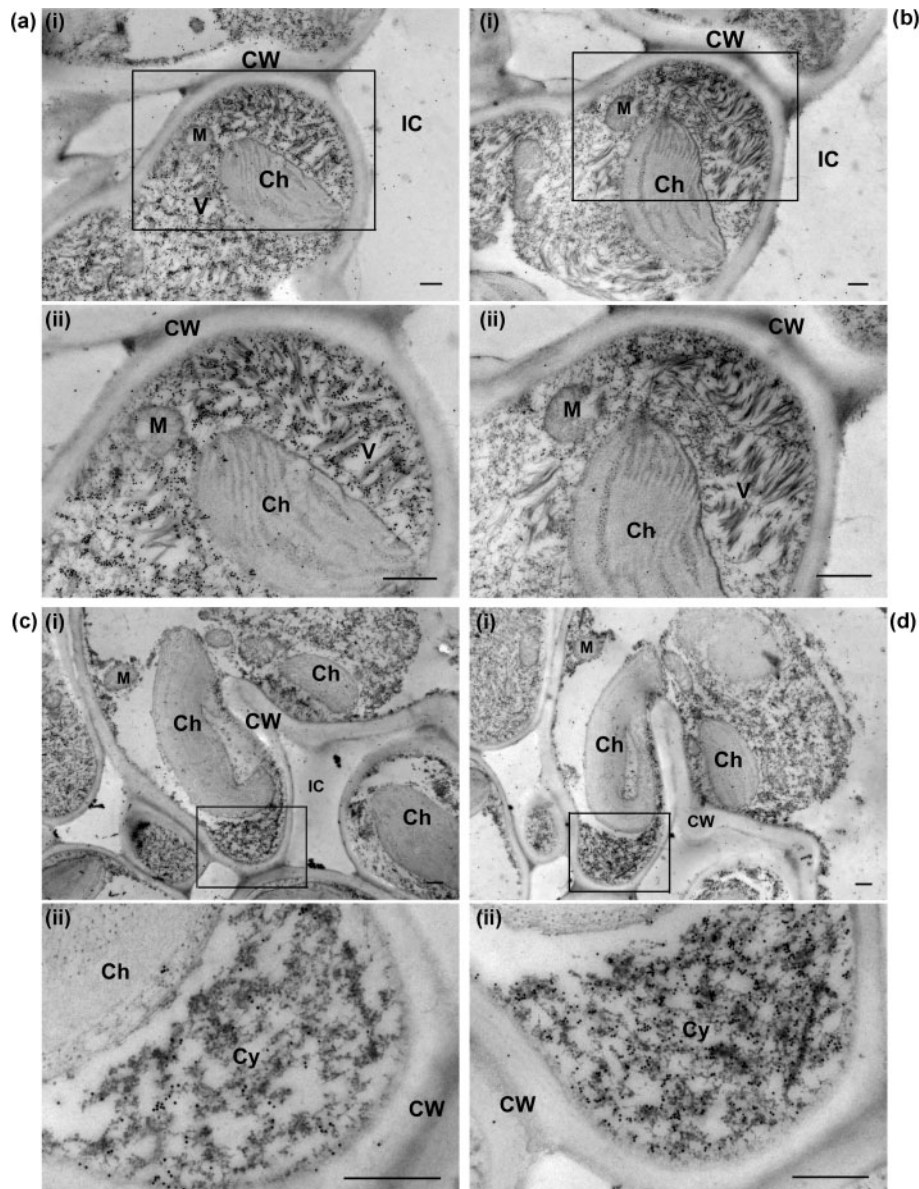 (a) (i) (i) (b)
CW CW
IC
M M
IC
Ch Ch
V
(ii) (ii)
CW CW
M M
V
V
Ch Ch
(c) (i) (i) (d)
M M
Ch
Ch CW Ch Ch
IC
Ch CW
(ii) (ii)
Ch
Cy Cy
CW CW